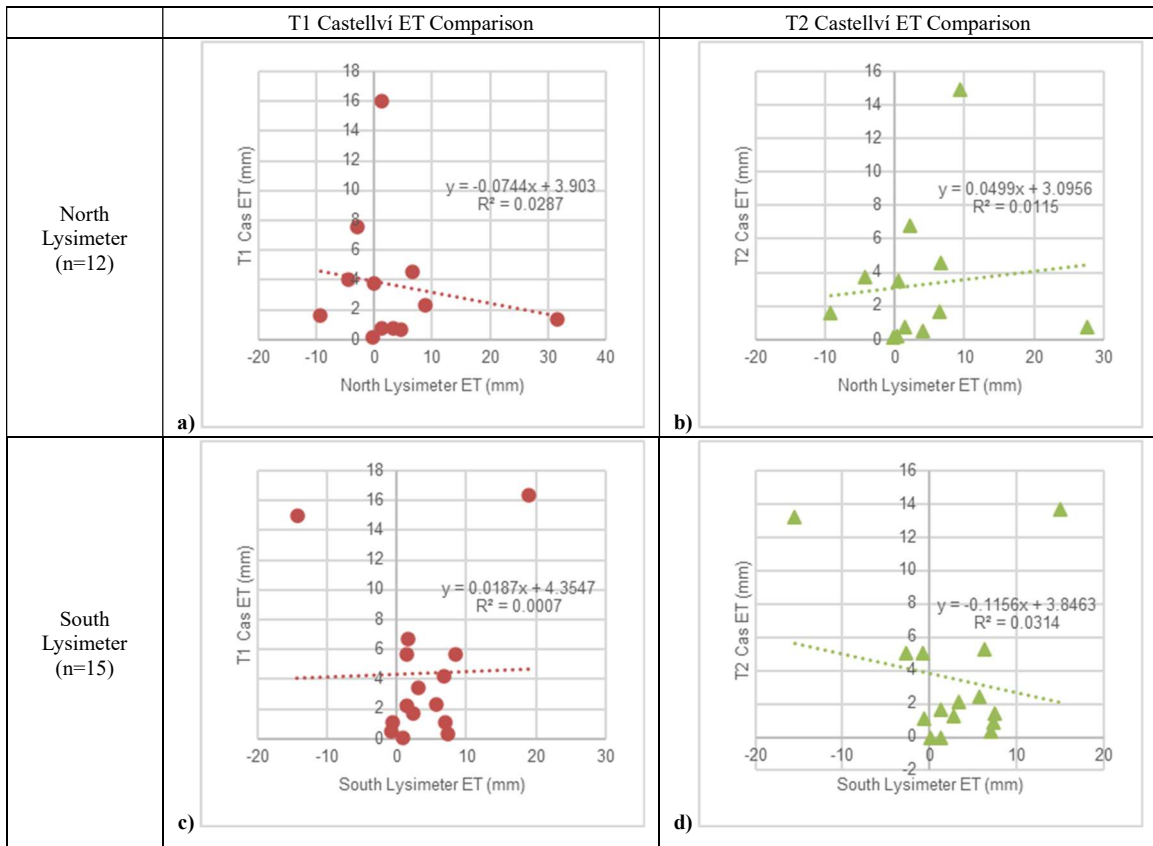 T1 Castellví ET Comparison
T2 Castellví ET Comparison
North
Lysimeter
(n=12)
18
16
14
12
10
8
6
4
2
0
-20
-10
0
10
20
30
40
T1 Cas ET (mm)
y = -0.0744x + 3.903
R² = 0.0287
North Lysimeter ET (mm)
a)
16
14
12
10
8
6
4
2
0
-20
-10
0
10
20
30
T2 Cas ET (mm)
y = 0.0499x + 3.0956
R² = 0.0115
North Lysimeter ET (mm)
b)
South
Lysimeter
(n=15)
18
16
14
12
10
8
6
4
2
0
-20
-10
0
10
20
30
T1 Cas ET (mm)
y = 0.0187x + 4.3547
R² = 0.0007
South Lysimeter ET (mm)
c)
16
14
12
10
8
6
4
2
0
-2
-20
-10
0
10
20
T2 Cas ET (mm)
y = -0.1156x + 3.8463
R² = 0.0314
South Lysimeter ET (mm)
d)